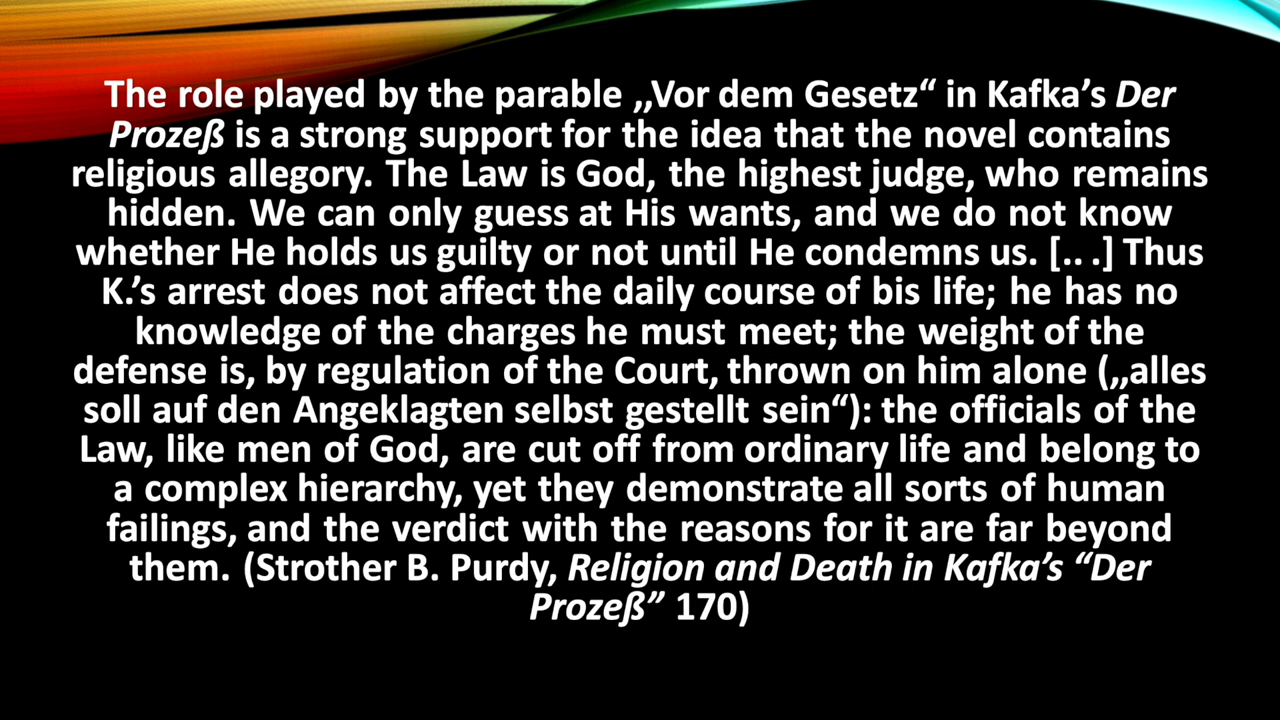 The role played by the parable ,,Vor dem Gesetz“ in Kafka’s Der
Prozeß is a strong support for the idea that the novel contains
religious allegory. The Law is God, the highest judge, who remains
hidden. We can only guess at His wants, and we do not know
whether He holds us guilty or not until He condemns us. [.. .] Thus
K.’s arrest does not affect the daily course of bis life; he has no
knowledge of the charges he must meet; the weight of the
defense is, by regulation of the Court, thrown on him alone („alles
soll auf den Angeklagten selbst gestellt sein“): the officials of the
Law, like men of God, are cut off from ordinary life and belong to
a complex hierarchy, yet they demonstrate all sorts of human
failings, and the verdict with the reasons for it are far beyond
them. (Strother B. Purdy, Religion and Death in Kafka’s “Der
Prozeß” 170)